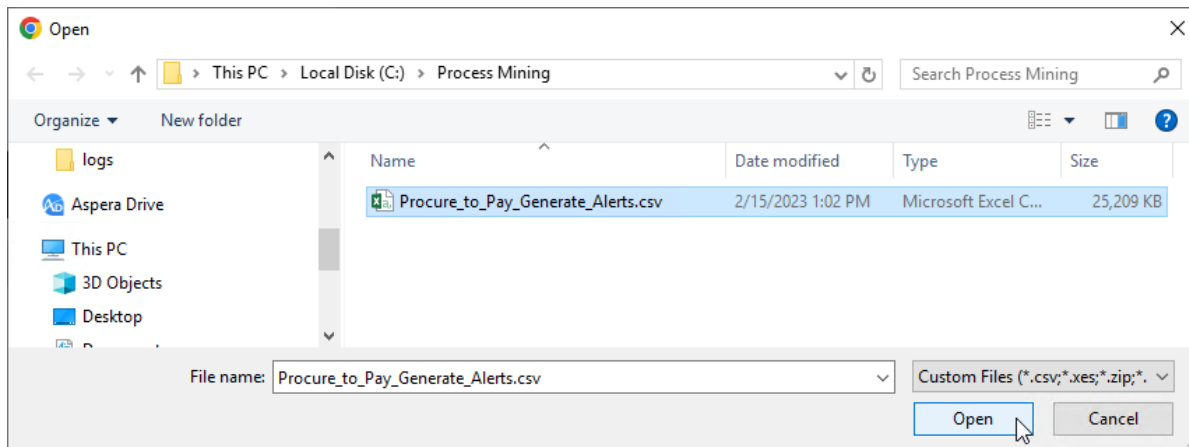 Open
This PC > Local Disk (C:) > Process Mining
Search Process Mining
Organize
New folder
logs
Aspera Drive
This PC
3D Objects
Desktop
Name
Date modified
Type
Size
Procure_to_Pay_Generate_Alerts.csv
2/15/2023 1:02 PM
Microsoft Excel C...
25,209 KB
File name:
Procure_to_Pay_Generate_Alerts.csv
Custom Files (*.csv;*.xes;*.zip;*.
Open
Cancel